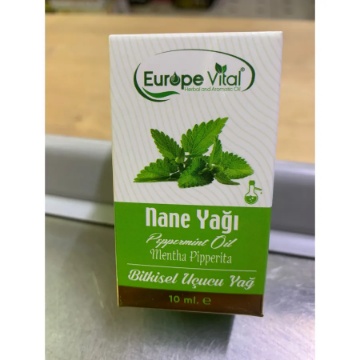 Europe Vital®
Herbal and Aromatic Oil
Nane Yağı
Peppermint Oil
Mentha Pipperita
Bitkisel Uçucu Yağ
10 ml. e